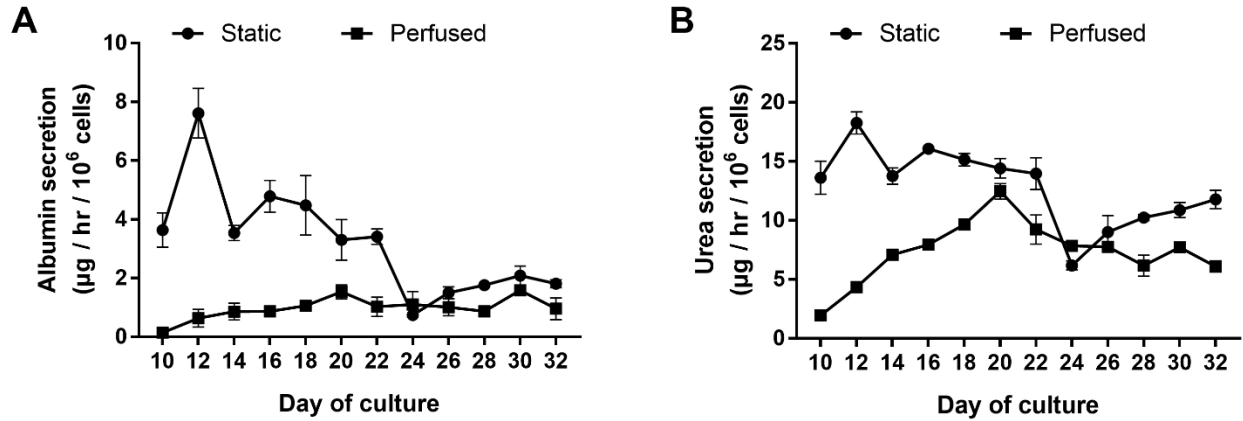 A
Static Perfused
Albumin secretion
(µg / hr / 10⁶ cells)
10
8
6
4
2
0
10 12 14 16 18 20 22 24 26 28 30 32
Day of culture
B
Static Perfused
Urea secretion
(µg / hr / 10⁶ cells)
25
20
15
10
5
0
10 12 14 16 18 20 22 24 26 28 30 32
Day of culture